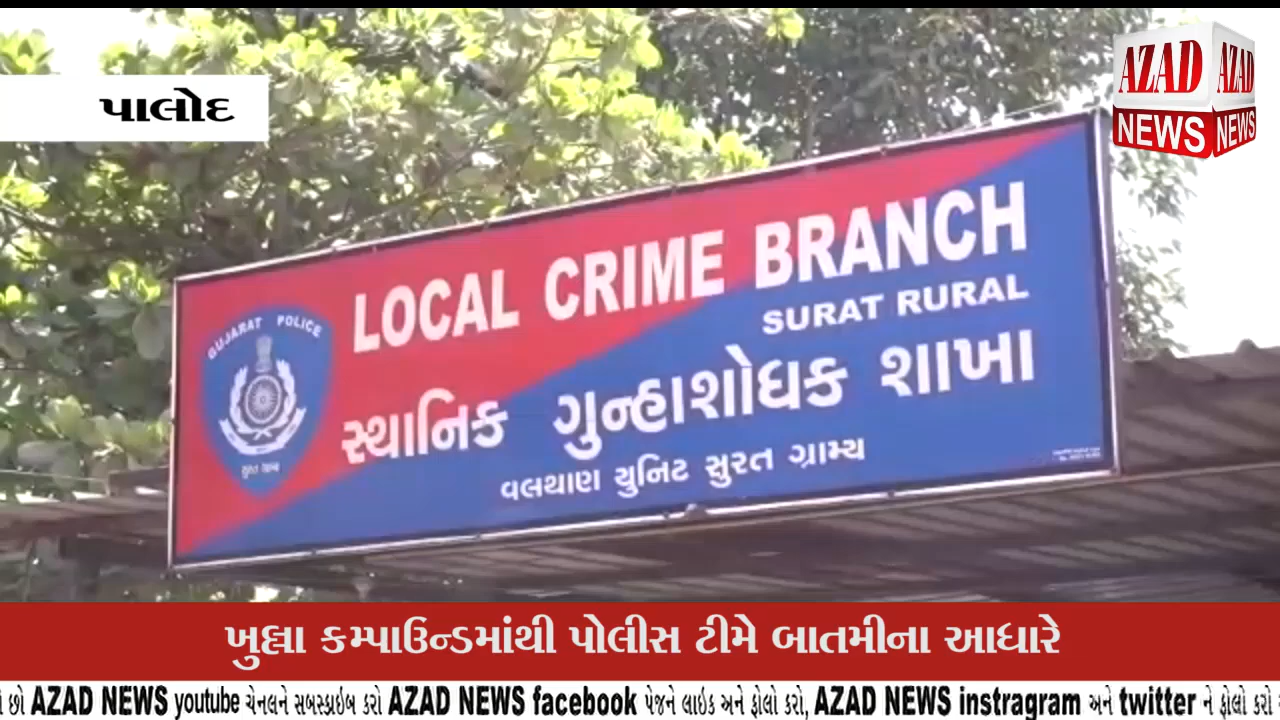 પાલોદ
AZAD NEWS
AZAD NEWS
LOCAL CRIME BRANCH
SURAT RURAL
GUJARAT POLICE
સ્થાનિક ગુન્હાશોધક શાખા
વલથાણ યુનિટ સુરત ગ્રામ્ય
ખુલ્લા કમ્પાઉન્ડમાંથી પોલીસ ટીમે બાતમીના આધારે
છો AZAD NEWS youtube ચેનલને સબસ્ક્રાઇબ કરો AZAD NEWS facebook પેજને લાઇક અને ફોલો કરો, AZAD NEWS instragram અને twitter ને ફોલો કરો